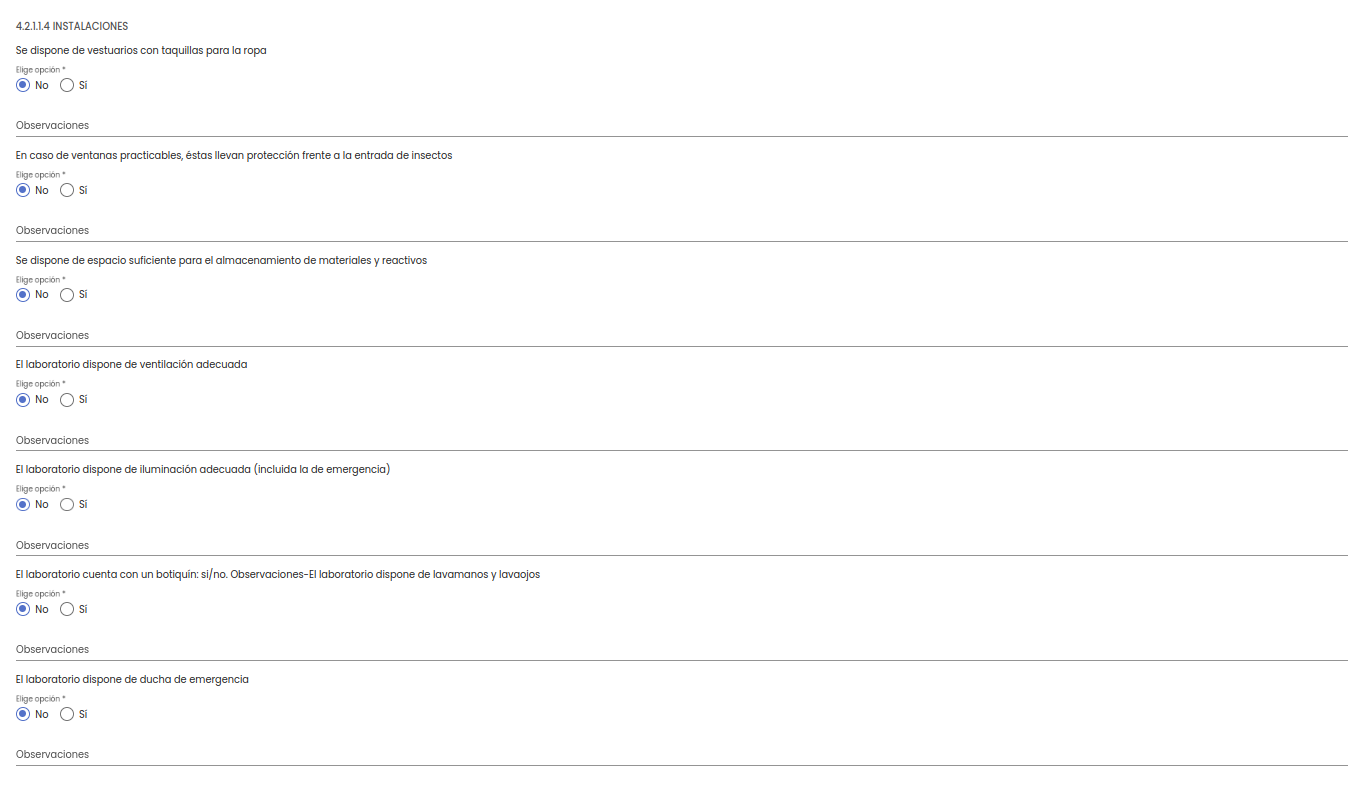 4.2.1.1.4 INSTALACIONES
Se dispone de vestuarios con taquillas para la ropa
Elige opción *
No Sí
Observaciones
En caso de ventanas practicables, éstas llevan protección frente a la entrada de insectos
Elige opción *
No Sí
Observaciones
Se dispone de espacio suficiente para el almacenamiento de materiales y reactivos
Elige opción *
No Sí
Observaciones
El laboratorio dispone de ventilación adecuada
Elige opción *
No Sí
Observaciones
El laboratorio dispone de iluminación adecuada (incluida la de emergencia)
Elige opción *
No Sí
Observaciones
El laboratorio cuenta con un botiquín: si/no. Observaciones-El laboratorio dispone de lavamanos y lavaojos
Elige opción *
No Sí
Observaciones
El laboratorio dispone de ducha de emergencia
Elige opción *
No Sí
Observaciones